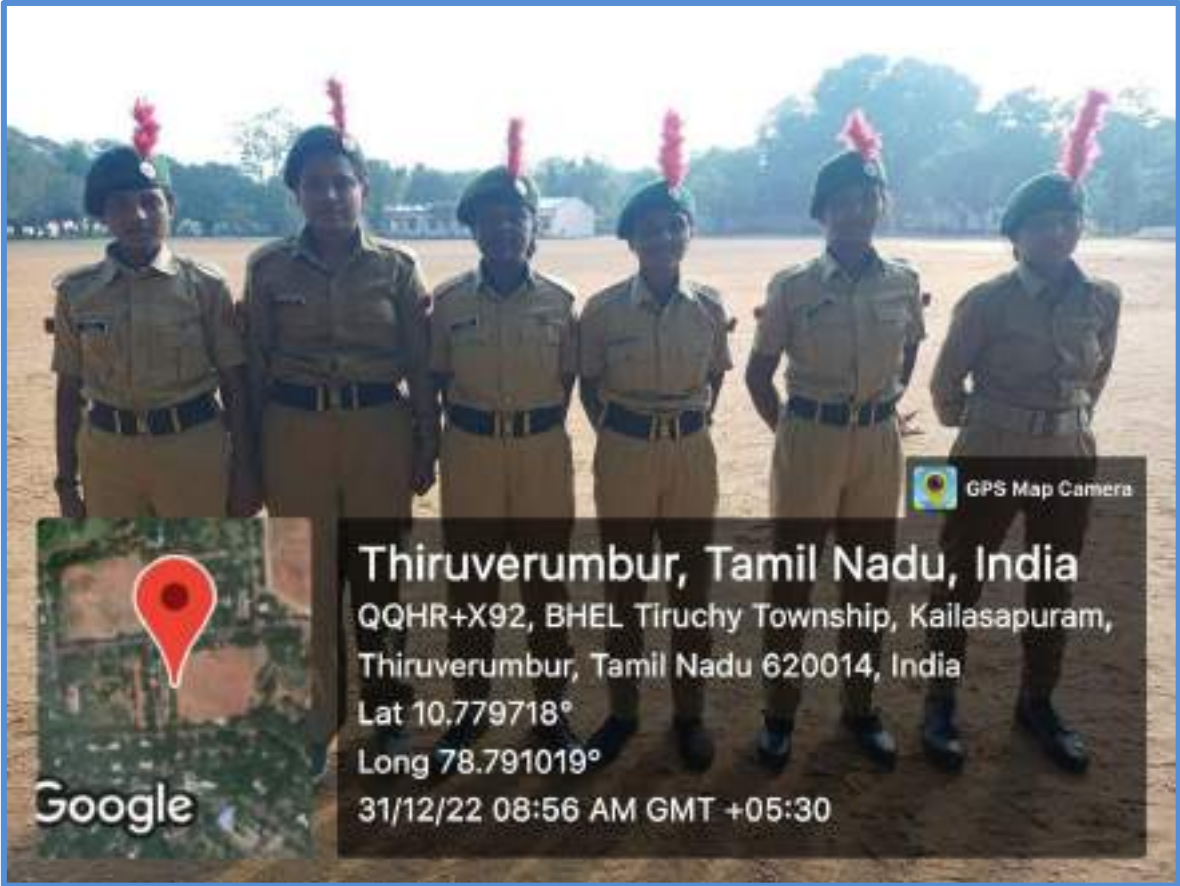 GPS Map Camera
Thiruverumbur, Tamil Nadu, India
QQHR+X92, BHEL Tiruchy Township, Kailasapuram,
Thiruverumbur, Tamil Nadu 620014, India
Lat 10.779718°
Long 78.791019°
31/12/22 08:56 AM GMT +05:30
Google